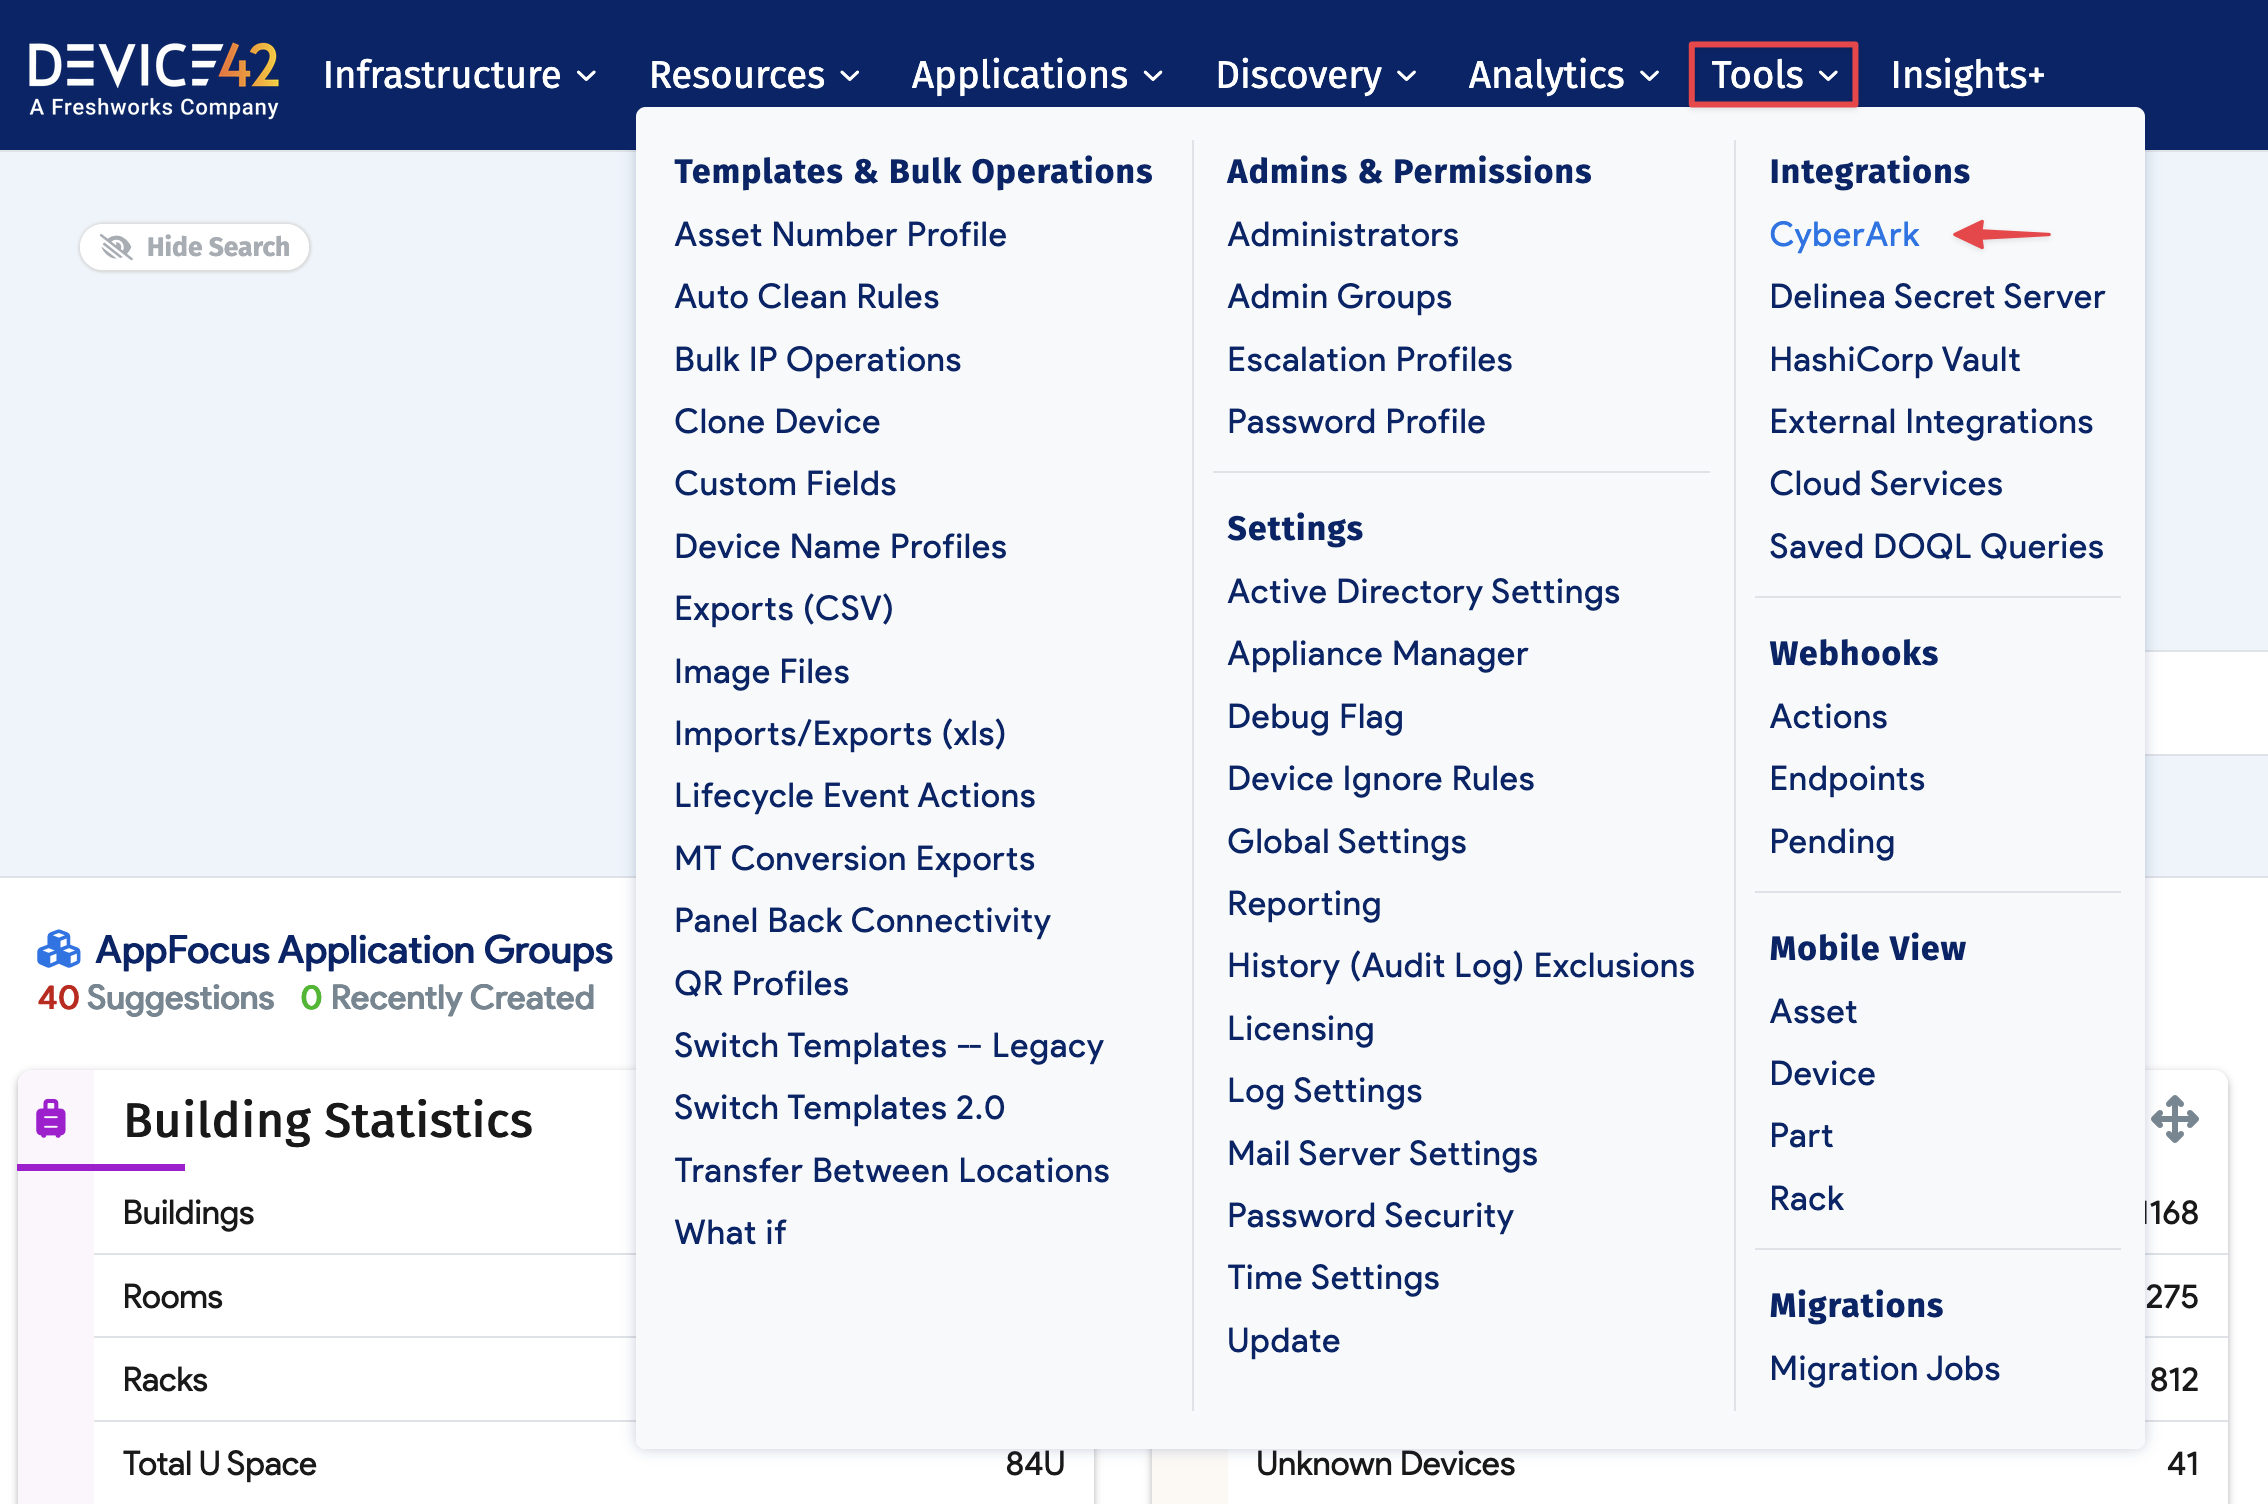 DEVICE42
A Freshworks Company
Infrastructure
Resources
Applications
Discovery
Analytics
Tools
Insights+
Hide Search
Templates & Bulk Operations
Asset Number Profile
Auto Clean Rules
Bulk IP Operations
Clone Device
Custom Fields
Device Name Profiles
Exports (CSV)
Image Files
Imports/Exports (xls)
Lifecycle Event Actions
MT Conversion Exports
Panel Back Connectivity
QR Profiles
Switch Templates -- Legacy
Switch Templates 2.0
Transfer Between Locations
What if
Admins & Permissions
Administrators
Admin Groups
Escalation Profiles
Password Profile
Settings
Active Directory Settings
Appliance Manager
Debug Flag
Device Ignore Rules
Global Settings
Reporting
History (Audit Log) Exclusions
Licensing
Log Settings
Mail Server Settings
Password Security
Time Settings
Update
Integrations
CyberArk
Delinea Secret Server
HashiCorp Vault
External Integrations
Cloud Services
Saved DOQL Queries
Webhooks
Actions
Endpoints
Pending
Mobile View
Asset
Device
Part
Rack
Migrations
Migration Jobs
AppFocus Application Groups
40 Suggestions 0 Recently Created
Building Statistics
Buildings
Rooms
Racks
Total U Space 84U
275
812
Unknown Devices 41